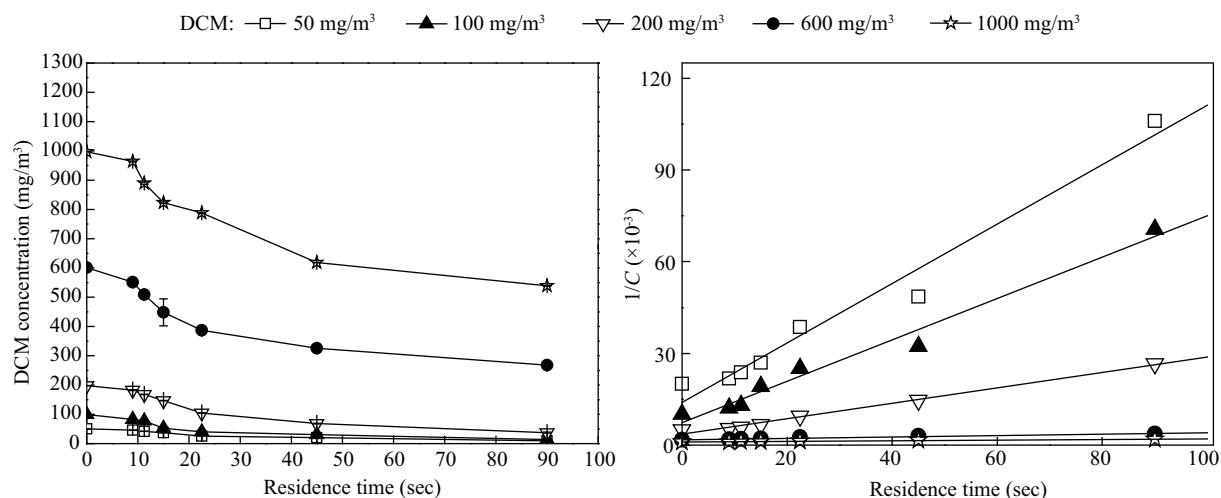 DCM: 50 mg/m³ 100 mg/m³ 200 mg/m³ 600 mg/m³ 1000 mg/m³
1300
1200
1100
1000
900
800
700
600
500
400
300
200
100
0
DCM concentration (mg/m³)
0 10 20 30 40 50 60 70 80 90 100
Residence time (sec)
120
90
60
30
0
1/C (×10⁻³)
0 20 40 60 80 100
Residence time (sec)